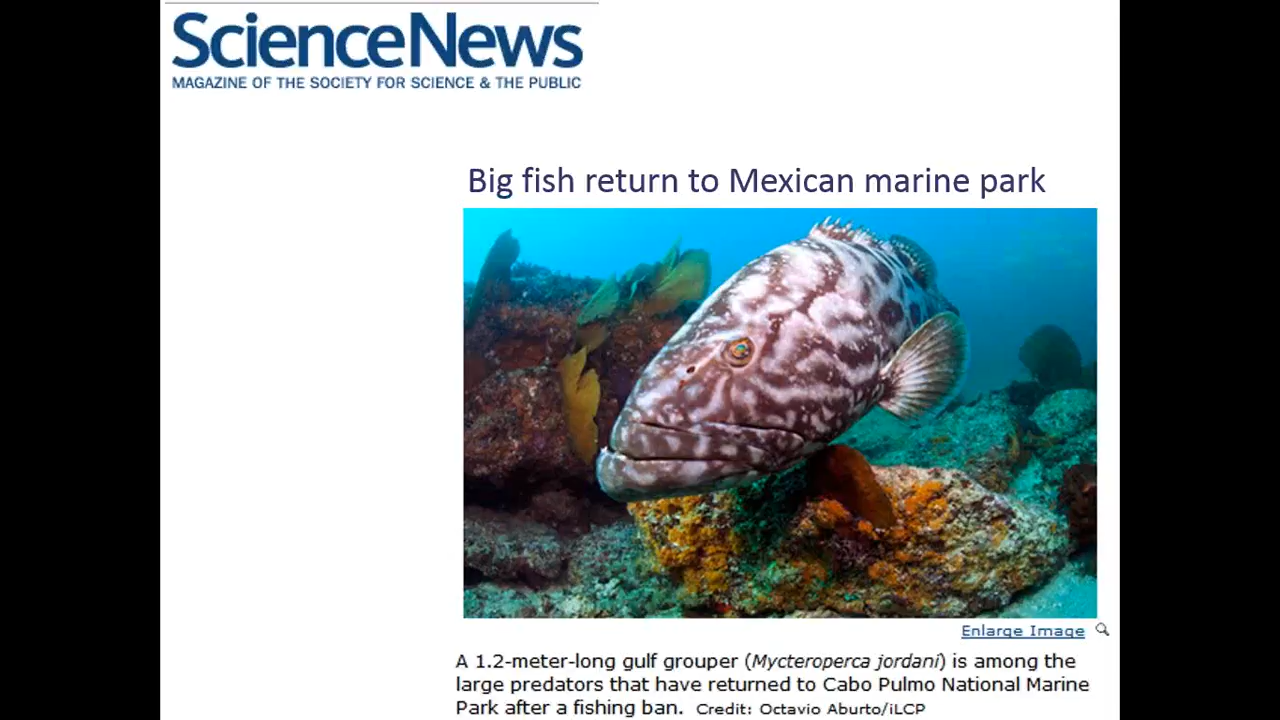 ScienceNews
MAGAZINE OF THE SOCIETY FOR SCIENCE & THE PUBLIC
Big fish return to Mexican marine park
Enlarge Image
A 1.2-meter-long gulf grouper (Mycteroperca jordani) is among the
large predators that have returned to Cabo Pulmo National Marine
Park after a fishing ban. Credit: Octavio Aburto/iLCP